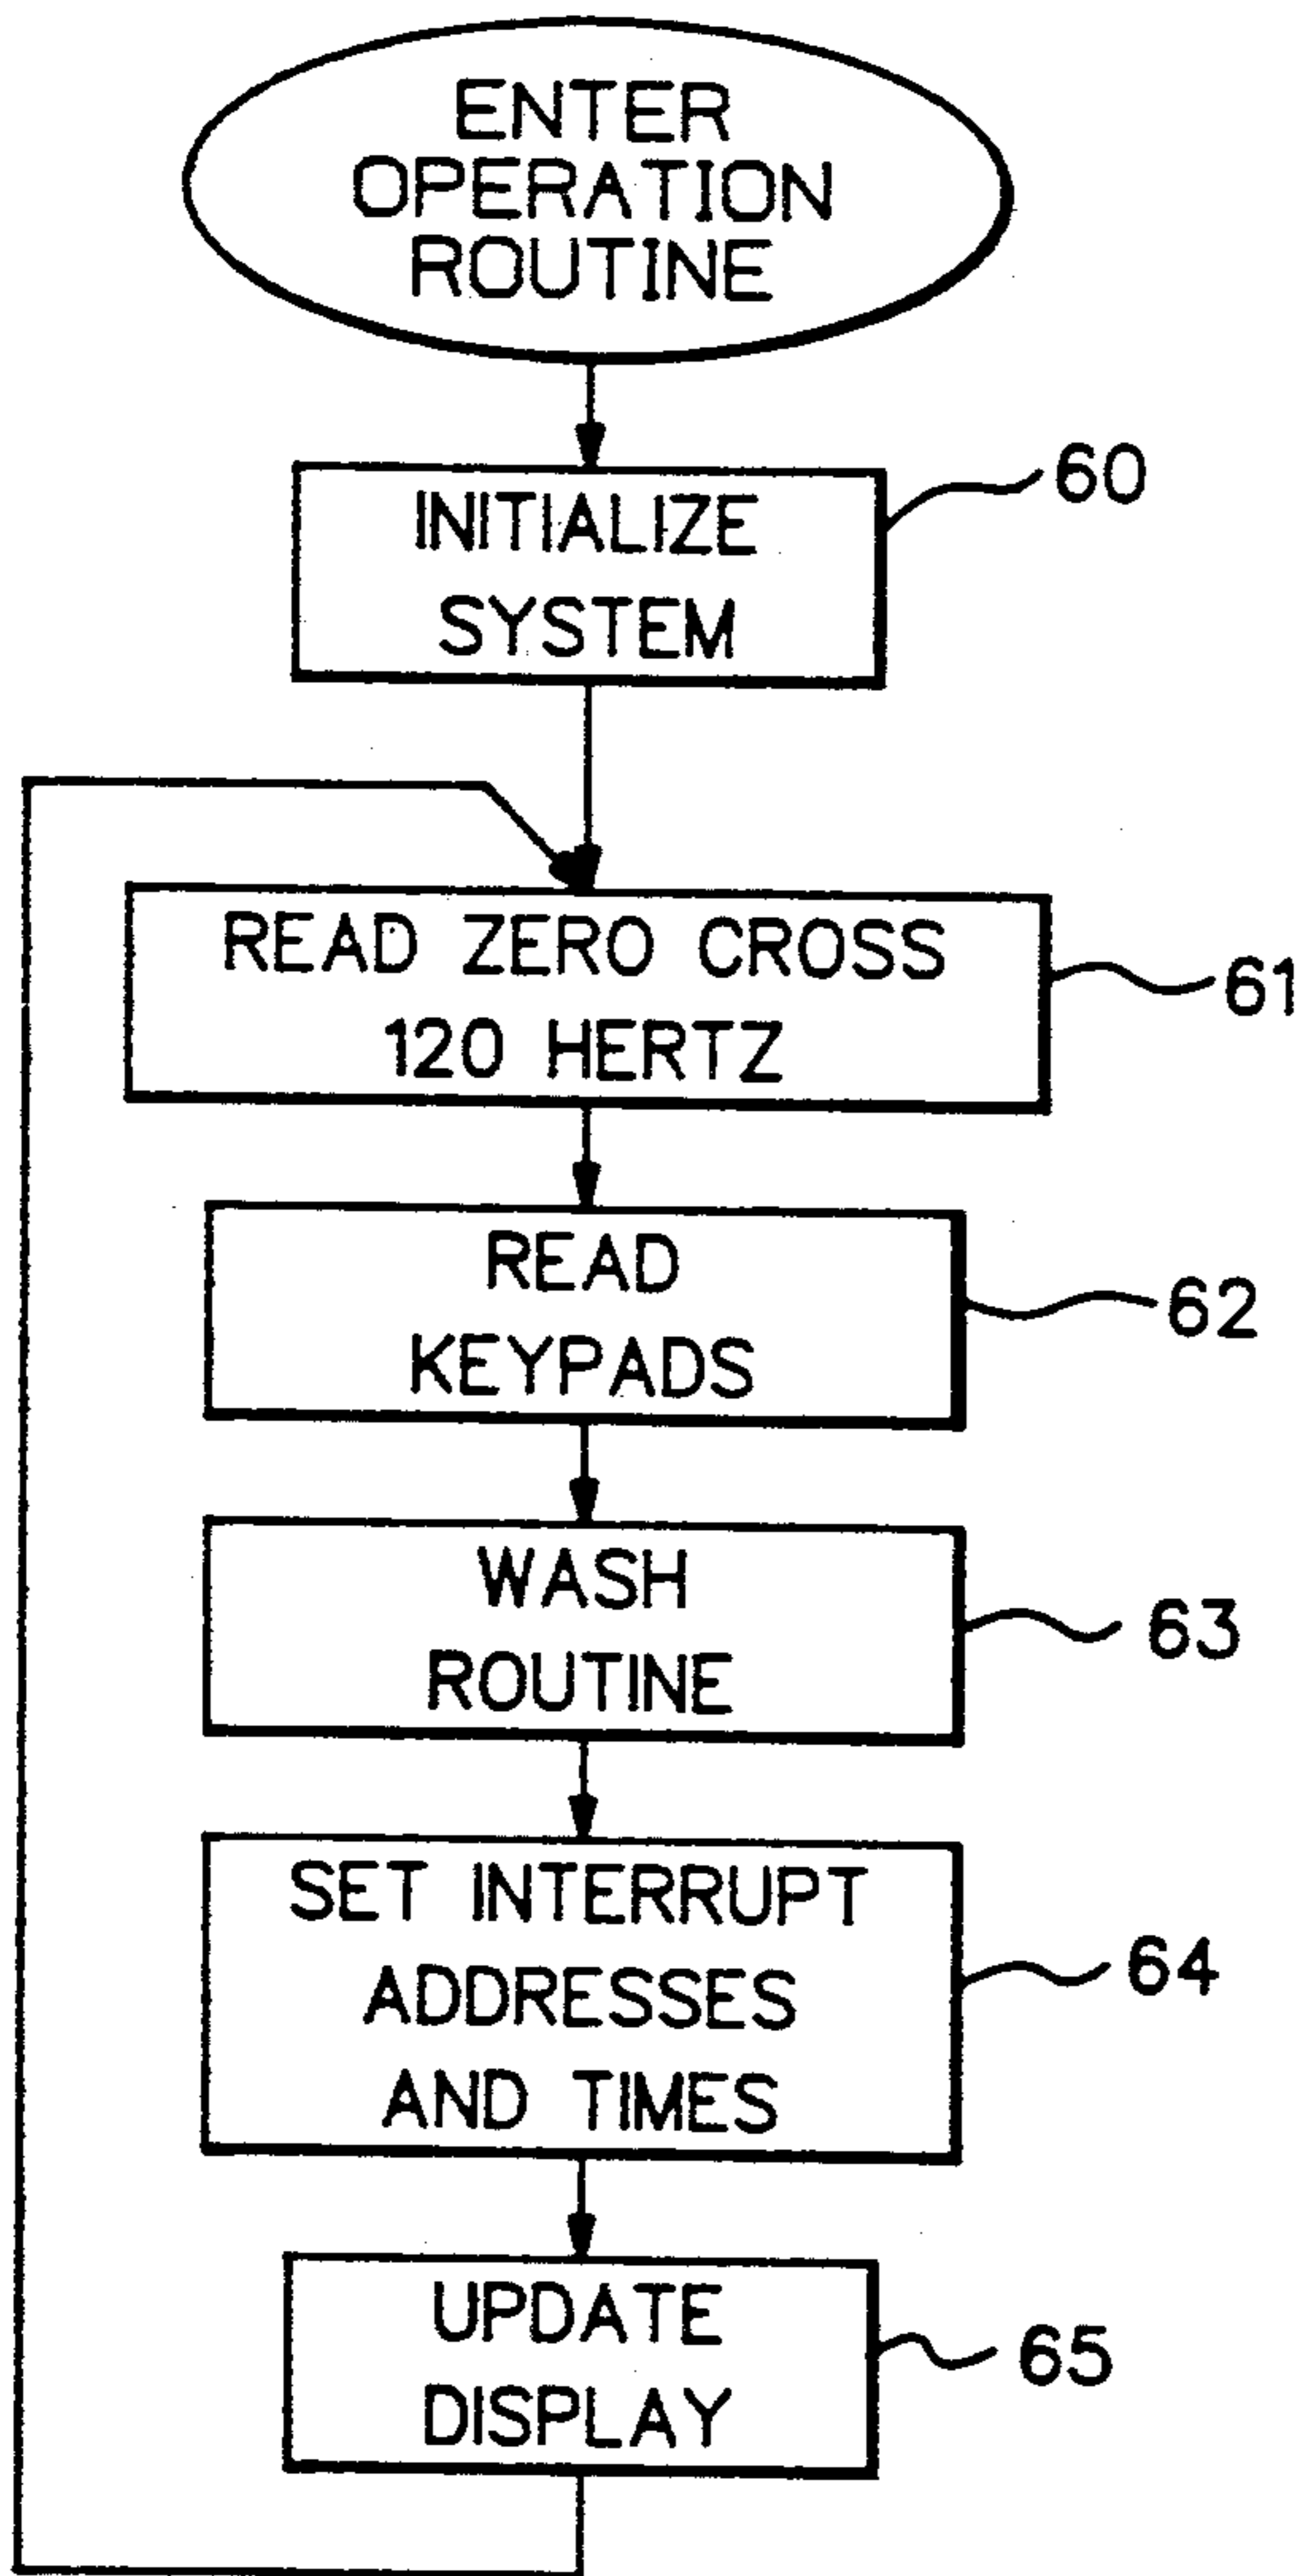 ENTER
OPERATION
ROUTINE
INITIALIZE
SYSTEM
60
READ ZERO CROSS
120 HERTZ
61
READ
KEYPADS
62
WASH
ROUTINE
63
SET INTERRUPT
ADDRESSES
AND TIMES
64
UPDATE
DISPLAY
65